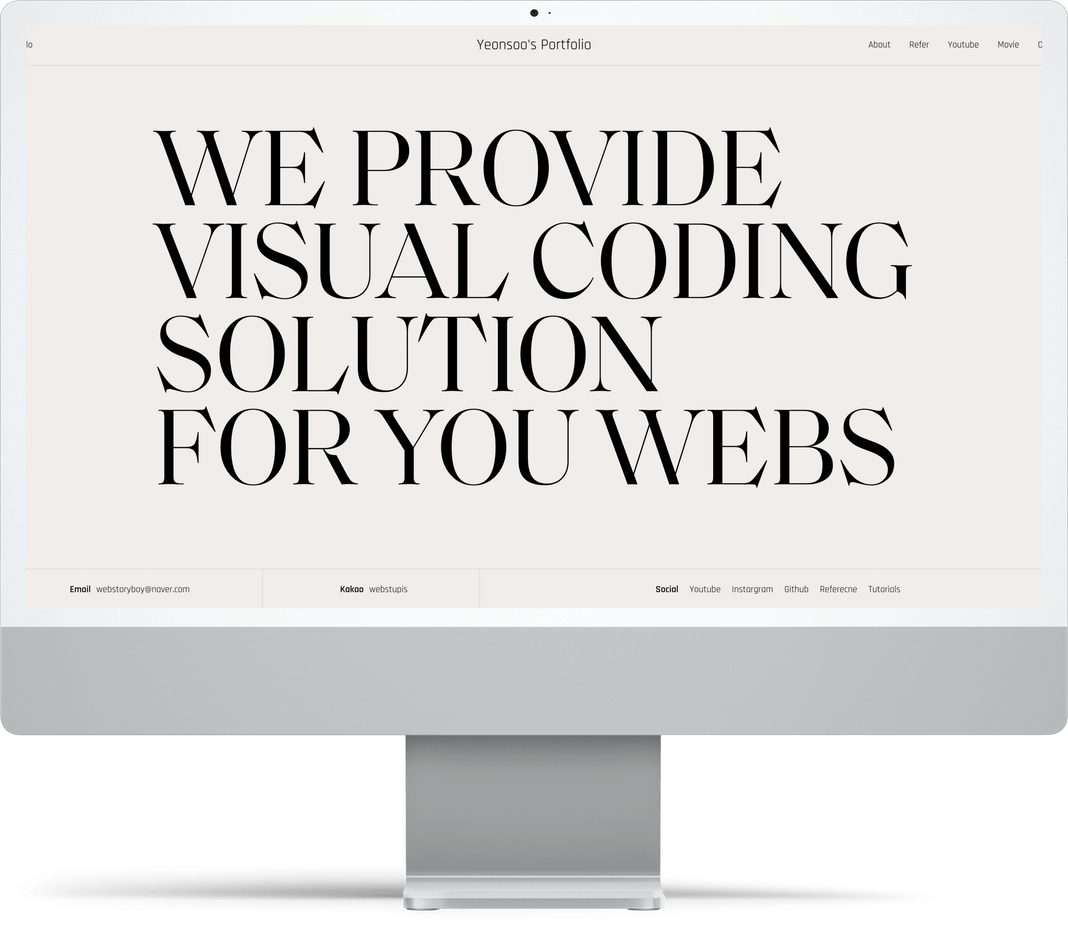 lo Yeonsoo's Portfolio About Refer Youtube Movie C
WE PROVIDE
VISUAL CODING
SOLUTION
FOR YOU WEBS
Email webstoryboy@naver.com Kakao webstupis Social Youtube Instargram Github Referecne Tutorials